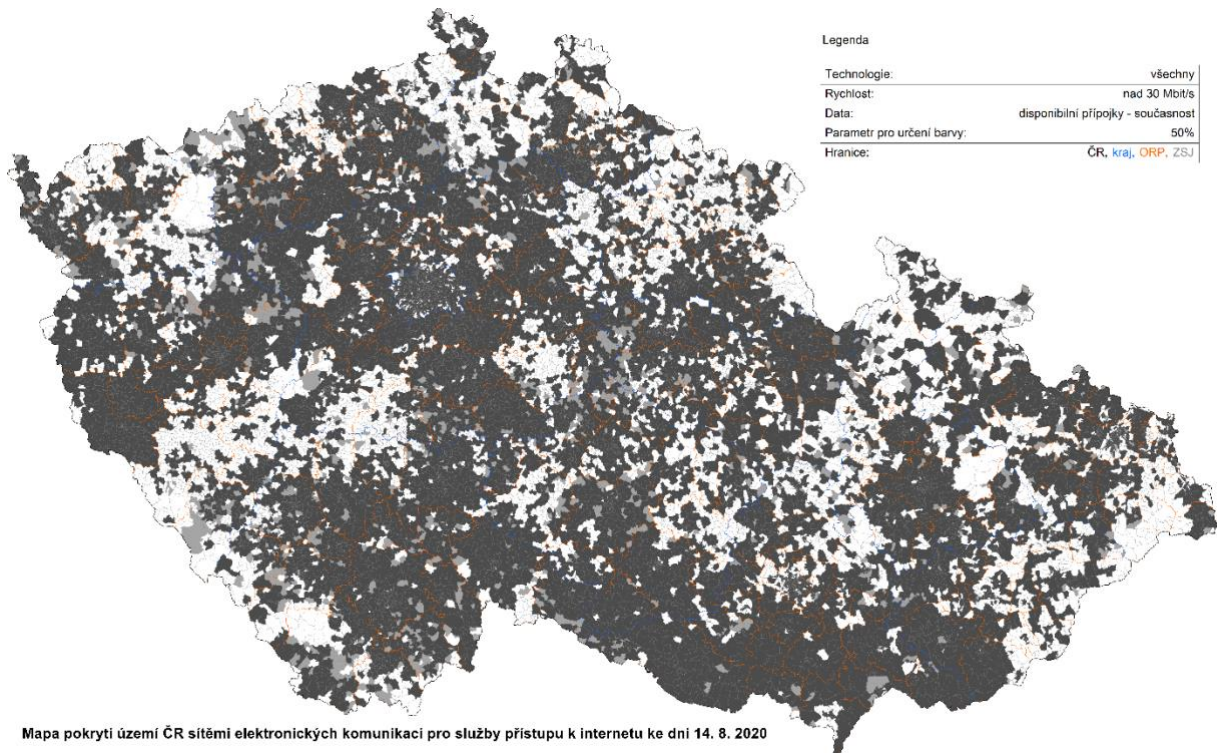 Legenda
Technologie: všechny
Rychlost: nad 30 Mbit/s
Data: disponibilní přípojky - současnost
Parametr pro určení barvy: 50%
Hranice: ČR, kraj, ORP, ZSJ
Mapa pokrytí území ČR sítěmi elektronických komunikací pro služby přístupu k internetu ke dni 14. 8. 2020